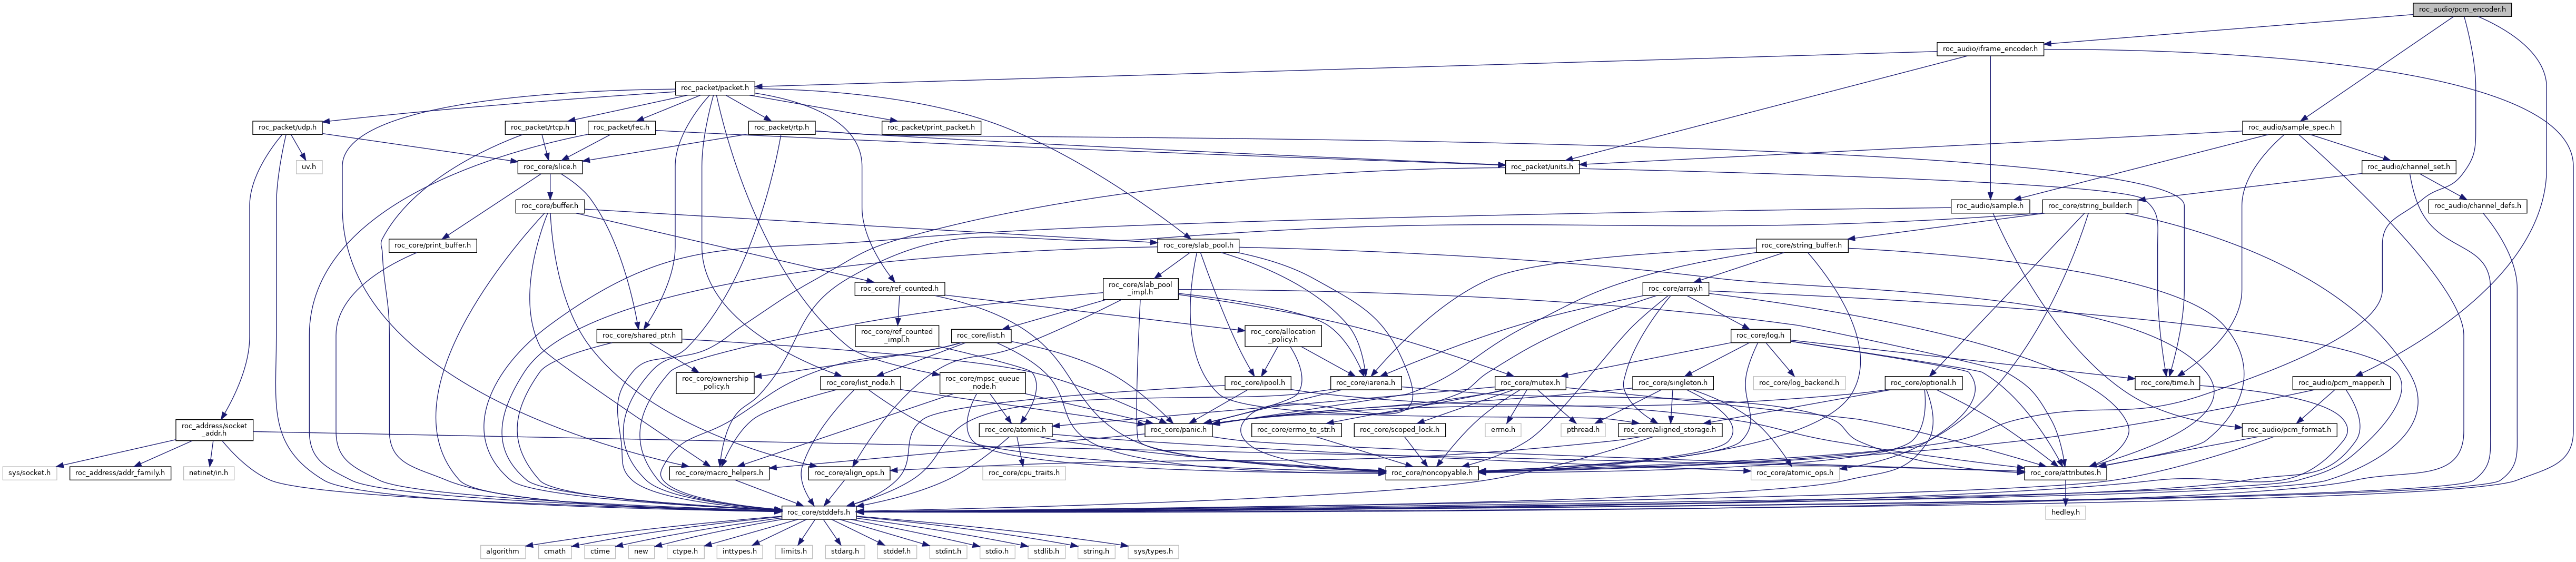 roc_audio/pcm_encoder.h
roc_audio/iframe_encoder.h
roc_packet/packet.h
roc_packet/udp.h
roc_packet/rtcp.h
roc_packet/fec.h
roc_packet/rtp.h
roc_packet/print_packet.h
roc_audio/sample_spec.h
uv.h
roc_core/slice.h
roc_packet/units.h
roc_audio/channel_set.h
roc_core/buffer.h
roc_audio/sample.h
roc_core/string_builder.h
roc_audio/channel_defs.h
roc_core/print_buffer.h
roc_core/slab_pool.h
roc_core/string_buffer.h
roc_core/ref_counted.h
roc_core/slab_pool
_impl.h
roc_core/array.h
roc_core/shared_ptr.h
roc_core/ref_counted
_impl.h
roc_core/list.h
roc_core/allocation
_policy.h
roc_core/log.h
roc_core/ownership
_policy.h
roc_core/list_node.h
roc_core/mpsc_queue
_node.h
roc_core/ipool.h
roc_core/iarena.h
roc_core/mutex.h
roc_core/singleton.h
roc_core/log_backend.h
roc_core/optional.h
roc_core/time.h
roc_audio/pcm_mapper.h
roc_address/socket
_addr.h
roc_core/atomic.h
roc_core/panic.h
roc_core/errno_to_str.h
roc_core/scoped_lock.h
errno.h
pthread.h
roc_core/aligned_storage.h
roc_audio/pcm_format.h
sys/socket.h
roc_address/addr_family.h
netinet/in.h
roc_core/macro_helpers.h
roc_core/align_ops.h
roc_core/cpu_traits.h
roc_core/noncopyable.h
roc_core/atomic_ops.h
roc_core/attributes.h
roc_core/stddefs.h
hedley.h
algorithm
cmath
ctime
new
ctype.h
inttypes.h
limits.h
stdarg.h
stddef.h
stdint.h
stdio.h
stdlib.h
string.h
sys/types.h